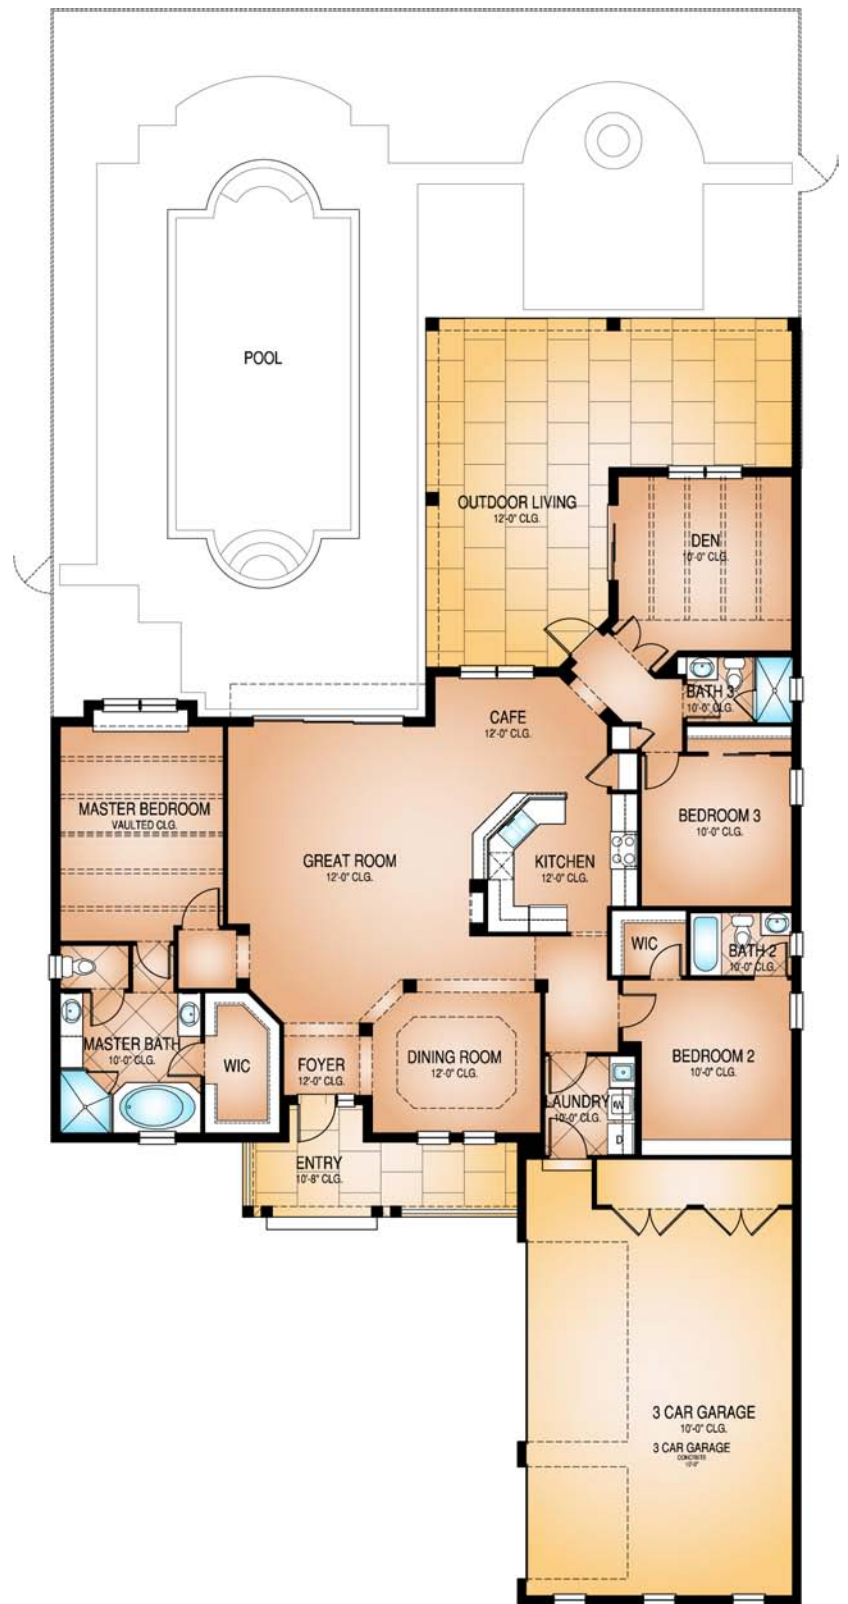 POOL
OUTDOOR LIVING
12'-0" CLG.
DEN
10'-0" CLG.
BATH 3
10'-0" CLG.
CAFE
12'-0" CLG.
MASTER BEDROOM
VAULTED CLG.
BEDROOM 3
10'-0" CLG.
GREAT ROOM
12'-0" CLG.
KITCHEN
12'-0" CLG.
WIC
BATH 2
10'-0" CLG.
MASTER BATH
10'-0" CLG.
WIC
FOYER
12'-0" CLG.
DINING ROOM
12'-0" CLG.
BEDROOM 2
10'-0" CLG.
LAUNDRY
10'-0" CLG.
W
D
ENTRY
10'-8" CLG.
3 CAR GARAGE
10'-0" CLG.
3 CAR GARAGE
CONCRETE